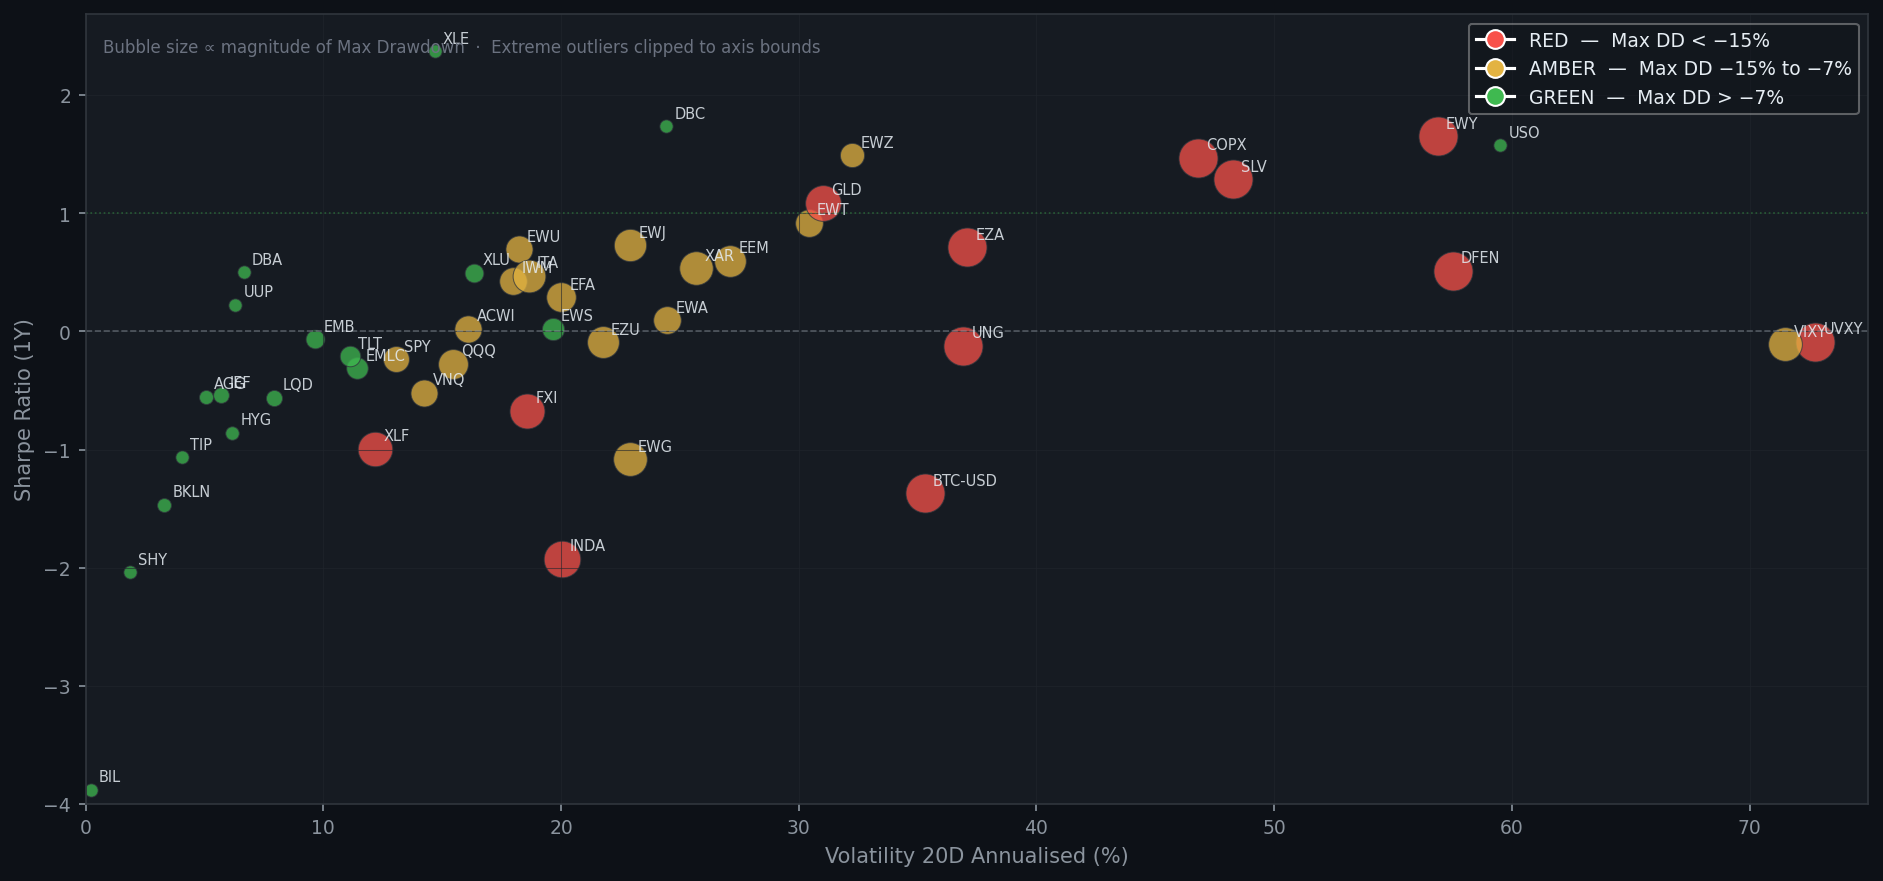 Bubble size ∝ magnitude of Max Drawdown · Extreme outliers clipped to axis bounds
RED — Max DD < −15%
AMBER — Max DD −15% to −7%
GREEN — Max DD > −7%
XLE
DBC
EWZ
COPX
SLV
EWY
USO
GLD
EWT
EWU
EWJ
XAR
EEM
EZA
DFEN
DBA
UUP
XLU
IWM
ITA
EFA
EWA
EWS
ACWI
EZU
UNG
VIXY
UVXY
EMB
TLT
EMLC
SPY
QQQ
VNQ
AGG
IEF
LQD
HYG
FXI
XLF
EWG
TIP
BKLN
BTC-USD
INDA
SHY
BIL
2
1
0
−1
−2
−3
−4
Sharpe Ratio (1Y)
0
10
20
30
40
50
60
70
Volatility 20D Annualised (%)